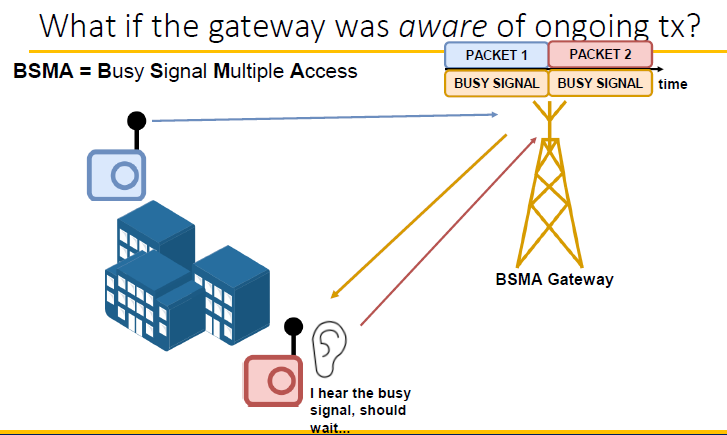 What if the gateway was aware of ongoing tx?
BSMA = Busy Signal Multiple Access
PACKET 1
PACKET 2
BUSY SIGNAL
BUSY SIGNAL
time
BSMA Gateway
I hear the busy
signal, should
wait...